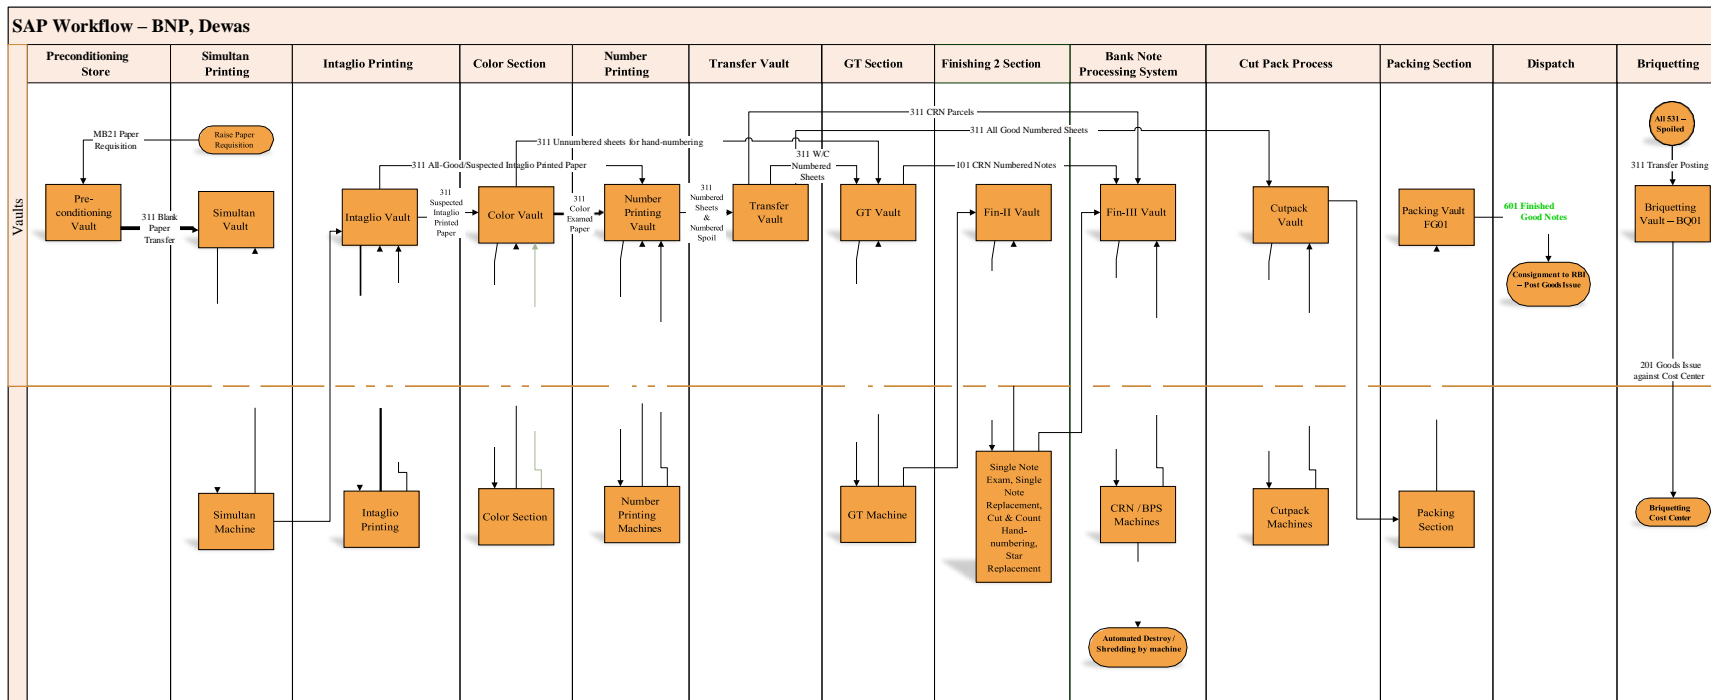 SAP Workflow – BNP, Dewas
Preconditioning
Store
Simultan
Printing
Intaglio Printing
Color Section
Number
Printing
Transfer Vault
GT Section
Finishing 2 Section
Bank Note
Processing System
Cut Pack Process
Packing Section
Dispatch
Briquetting
Vaults
MB21 Paper
Requisition
Raise Paper
Requisition
Pre-
conditioning
Vault
311 Blank
Paper
Transfer
Simultan
Vault
Intaglio Vault
311 All-Good/Suspected Intaglio Printed Paper
311
Suspected
Intaglio
Printed
Paper
Color Vault
311 Unnumbered sheets for hand-numbering
311
Color
Examed
Paper
Number
Printing
Vault
311
Numbered
Sheets
&
Numbered
Spoil
Transfer
Vault
311 CRN Parcels
311 All Good Numbered Sheets
311 W/C
Numbered
Sheets
GT Vault
101 CRN Numbered Notes
Fin-II Vault
Fin-III Vault
Cutpack
Vault
Packing Vault
FG01
601 Finished
Good Notes
Consignment to RBI
– Post Goods Issue
All 531 –
Spoiled
311 Transfer Posting
Briquetting
Vault – BQ01
201 Goods Issue
against Cost Center
Simultan
Machine
Intaglio
Printing
Color Section
Number
Printing
Machines
GT Machine
Single Note
Exam, Single
Note
Replacement,
Cut & Count
Hand-
numbering,
Star
Replacement
CRN / BPS
Machines
Cutpack
Machines
Packing
Section
Briquetting
Cost Center
Automated Destroy /
Shredding by machine